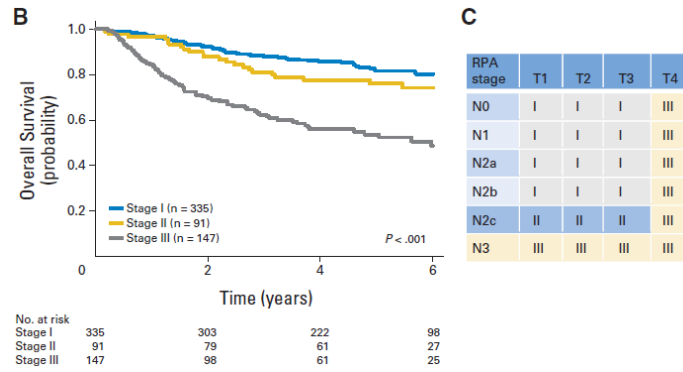 B
Overall Survival
(probability)
1.0
0.8
0.6
0.4
0.2
0
2
4
6
Stage I (n = 335)
Stage II (n = 91)
Stage III (n = 147)
P < .001
Time (years)
No. at risk
Stage I 335 303 222 98
Stage II 91 79 61 27
Stage III 147 98 61 25
C
RPA stage T1 T2 T3 T4
N0 I I I III
N1 I I I III
N2a I I I III
N2b I I I III
N2c II II II III
N3 III III III III